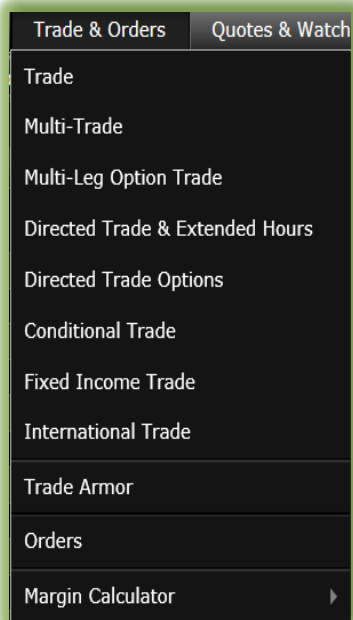 Trade & Orders Quotes & Watch
Trade
Multi-Trade
Multi-Leg Option Trade
Directed Trade & Extended Hours
Directed Trade Options
Conditional Trade
Fixed Income Trade
International Trade
Trade Armor
Orders
Margin Calculator